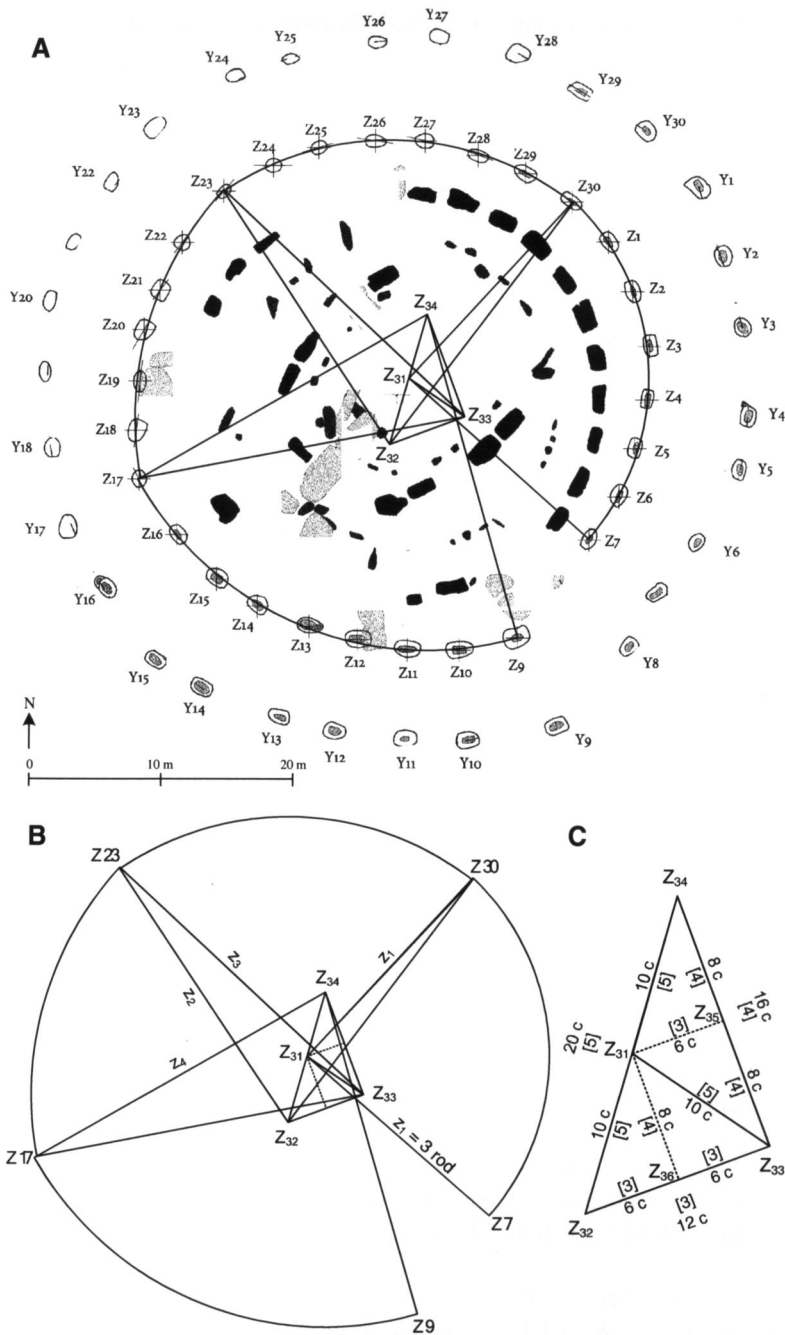 A
Y26 Y27
Y25 Y28
Y24 Y29
Y23 Y30
Y22 Y1
Y20 Y2
Y18 Y3
Y17 Y4
Y16 Y5
Y15 Y6
Y14 Y8
Y13 Y12 Y11 Y10 Y9
Z26 Z27
Z25 Z28
Z24 Z29
Z23 Z30
Z22 Z1
Z21 Z2
Z20 Z3
Z19 Z4
Z18 Z5
Z17 Z6
Z16 Z7
Z15
Z14
Z13
Z12 Z11 Z10 Z9
Z34
Z31
Z33
Z32
N
0 10 m 20 m
B
Z23 Z30
z1
z3
z2
Z34
z4
Z31
Z33
Z32
z1 = 3 rod
Z17
Z7
Z9
C
Z34
10 c [5]
8 c [4]
16 c [4]
20 c [5]
Z35
[3] 6 c
Z31
8 c [4]
[5] 10 c
10 c [5]
8 c [4]
Z33
Z36
[3] 6 c
[3] 6 c
Z32
[3] 12 c